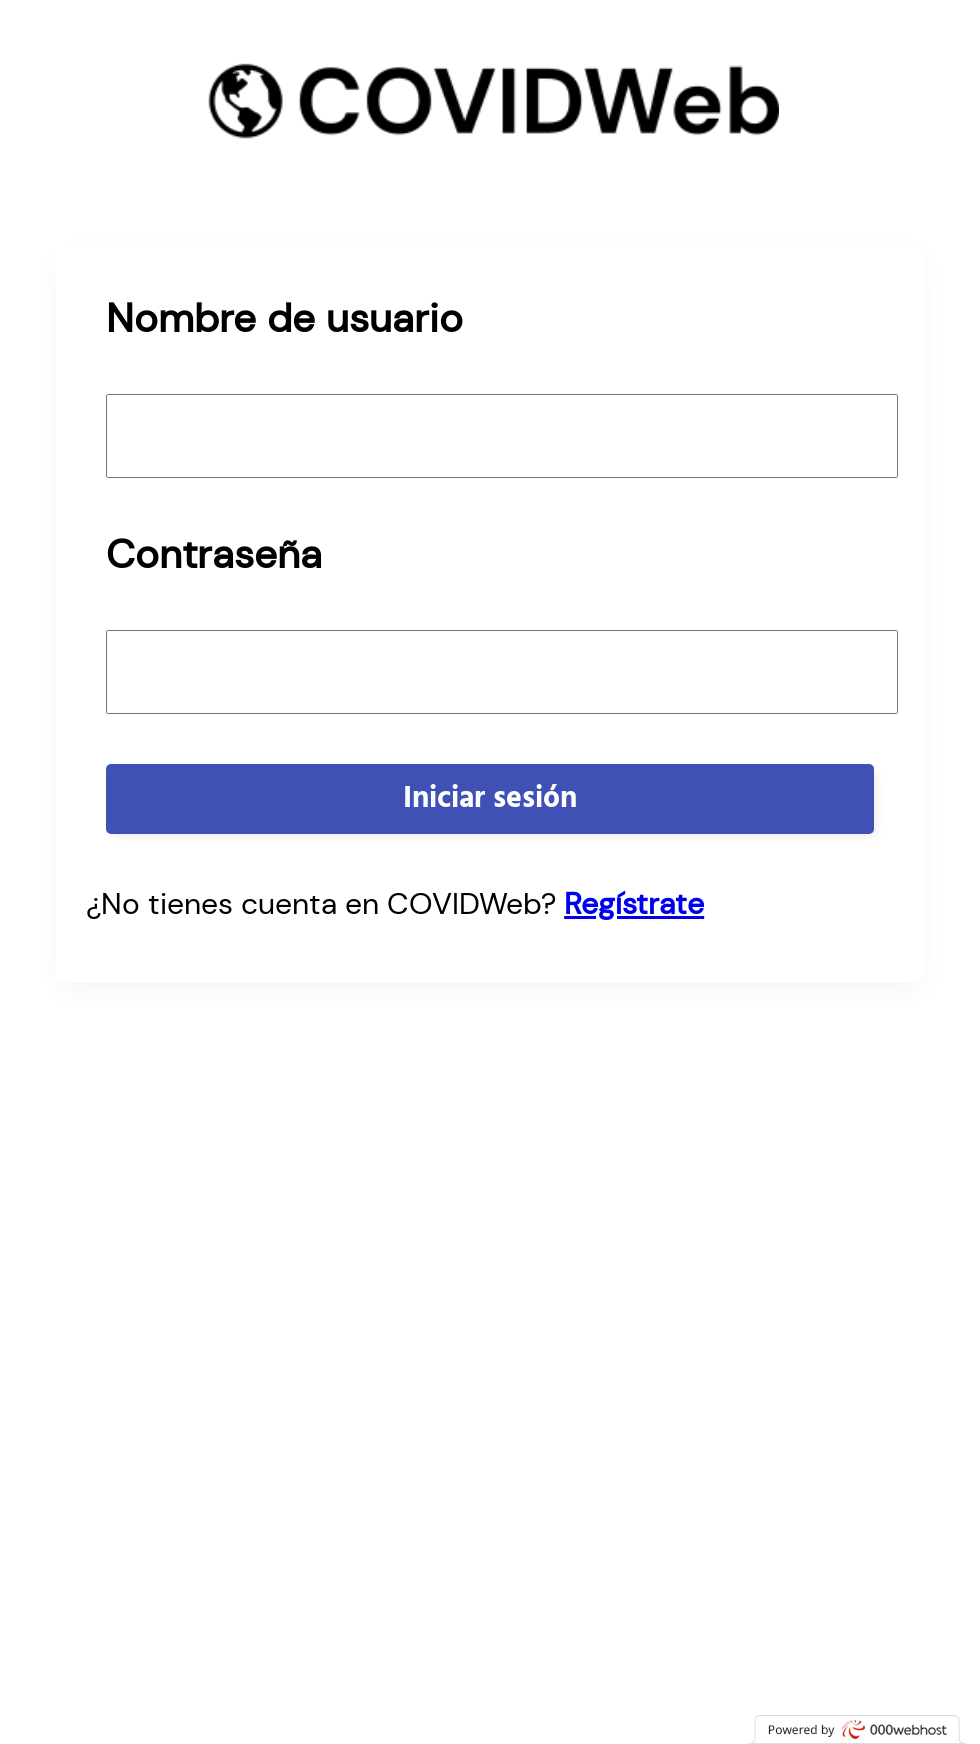 COVIDWeb
Nombre de usuario
Contraseña
Iniciar sesión
¿No tienes cuenta en COVIDWeb? Regístrate
Powered by 000webhost